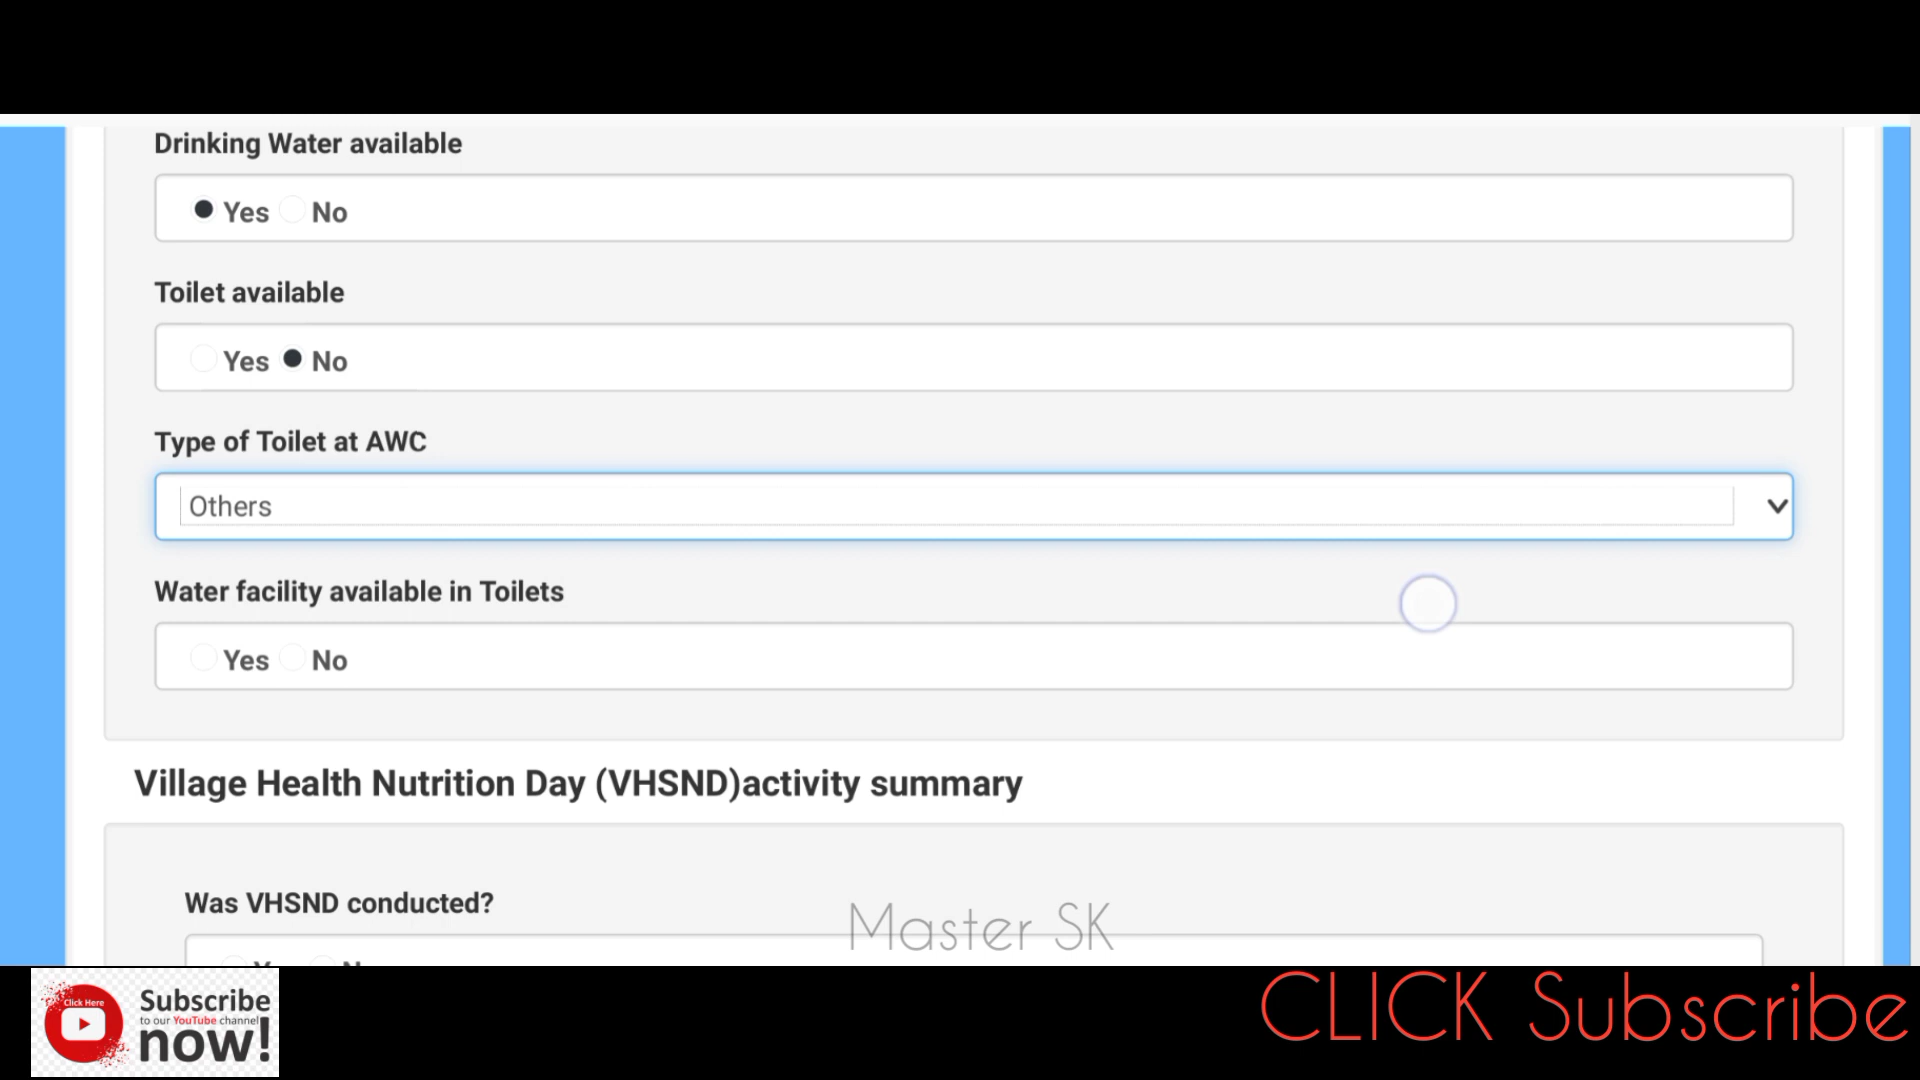 Drinking Water available
Yes No
Toilet available
Yes No
Type of Toilet at AWC
Others
Water facility available in Toilets
Yes No
Village Health Nutrition Day (VHSND)activity summary
Was VHSND conducted?
Master SK
Click Here
Subscribe
to our YouTube channel
now!
CLICK Subscribe